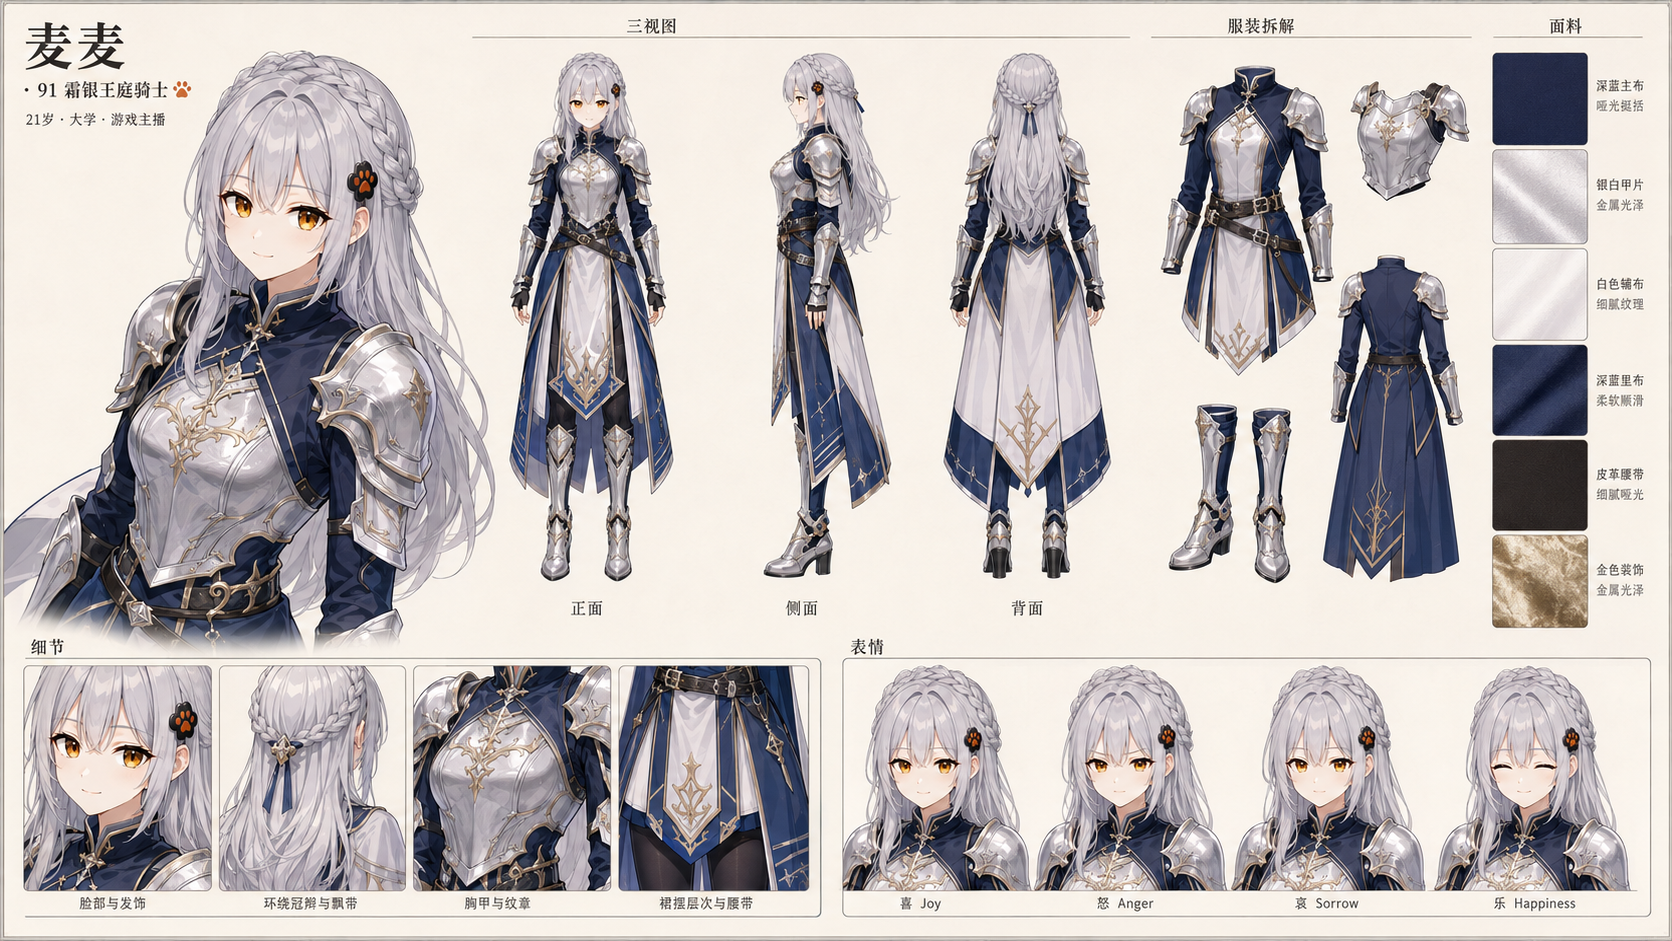 麦麦
· 91 霜银王庭骑士
21岁 · 大学 · 游戏主播
三视图
正面
侧面
背面
服装拆解
面料
深蓝主布
哑光挺括
银白甲片
金属光泽
白色辅布
细腻纹理
深蓝里布
柔软顺滑
皮革腰带
细腻哑光
金色装饰
金属光泽
细节
脸部与发饰
环绕冠辫与飘带
胸甲与纹章
裙摆层次与腰带
表情
喜 Joy
怒 Anger
哀 Sorrow
乐 Happiness